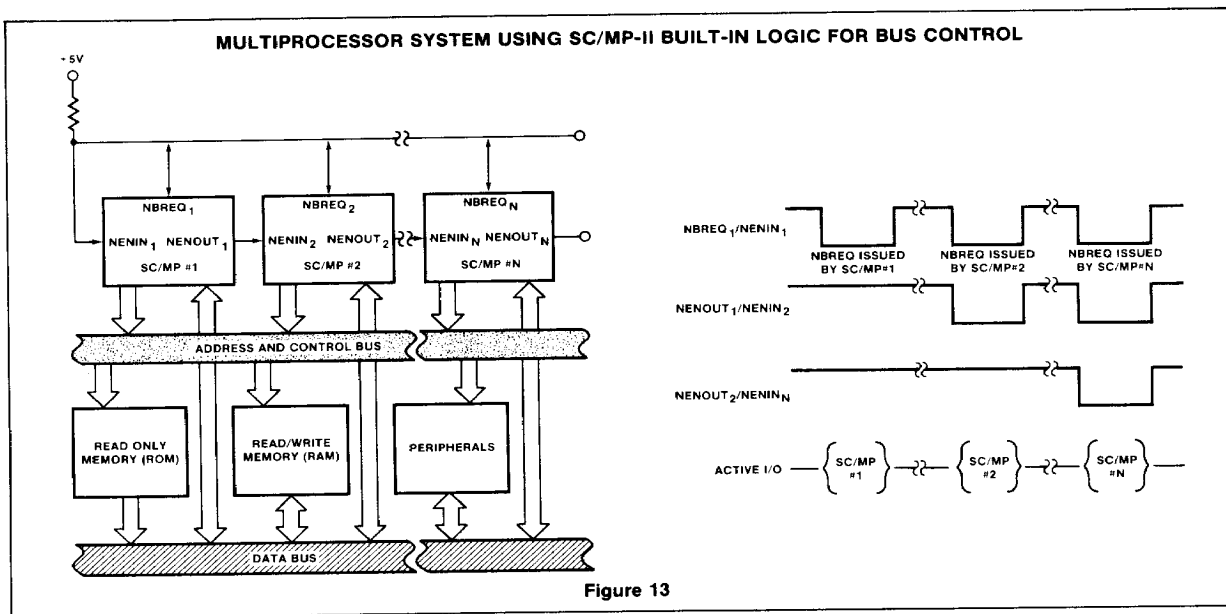 MULTIPROCESSOR SYSTEM USING SC/MP-II BUILT-IN LOGIC FOR BUS CONTROL
+5V
NBREQ1
NENIN1 NENOUT1
SC/MP #1
NBREQ2
NENIN2 NENOUT2
SC/MP #2
NBREQN
NENINN NENOUTN
SC/MP #N
ADDRESS AND CONTROL BUS
READ ONLY
MEMORY (ROM)
READ/WRITE
MEMORY (RAM)
PERIPHERALS
DATA BUS
NBREQ1/NENIN1
NBREQ ISSUED
BY SC/MP#1
NBREQ ISSUED
BY SC/MP#2
NBREQ ISSUED
BY SC/MP#N
NENOUT1/NENIN2
NENOUT2/NENINN
ACTIVE I/O
SC/MP
#1
SC/MP
#2
SC/MP
#N
Figure 13